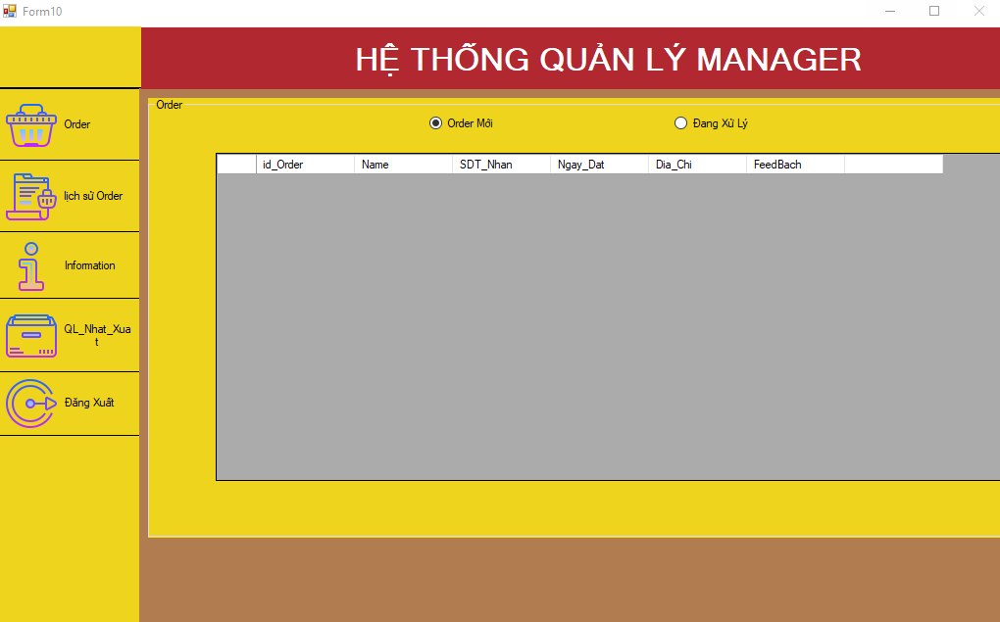 Form10
HỆ THỐNG QUẢN LÝ MANAGER
Order
lịch sử Order
Information
QL_Nhat_Xua
t
Đăng Xuất
Order
Order Mới
Đang Xử Lý
id_Order
Name
SDT_Nhan
Ngay_Dat
Dia_Chi
FeedBach